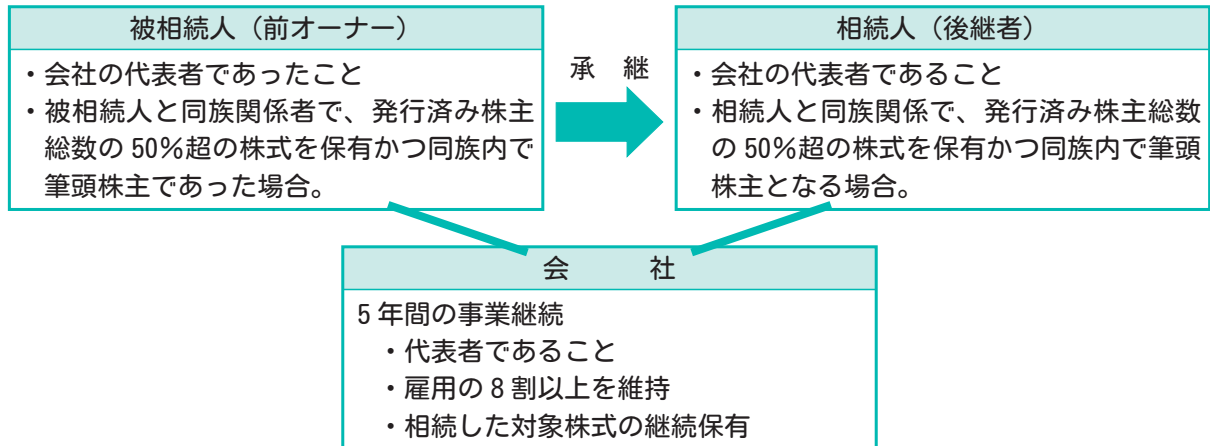 被相続人（前オーナー）
・会社の代表者であったこと
・被相続人と同族関係者で、発行済み株主
総数の 50％超の株式を保有かつ同族内で
筆頭株主であった場合。
承　継
相続人（後継者）
・会社の代表者であること
・相続人と同族関係で、発行済み株主総数
の 50％超の株式を保有かつ同族内で筆頭
株主となる場合。
会　　社
5 年間の事業継続
・代表者であること
・雇用の 8 割以上を維持
・相続した対象株式の継続保有